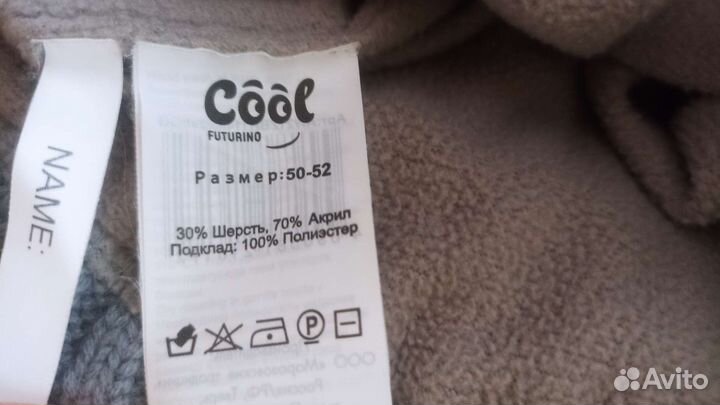 NAME:
Cool
FUTURINO
Размер:50-52
30% Шерсть, 70% Акрил
Подклад: 100% Полиэстер
P
Avito